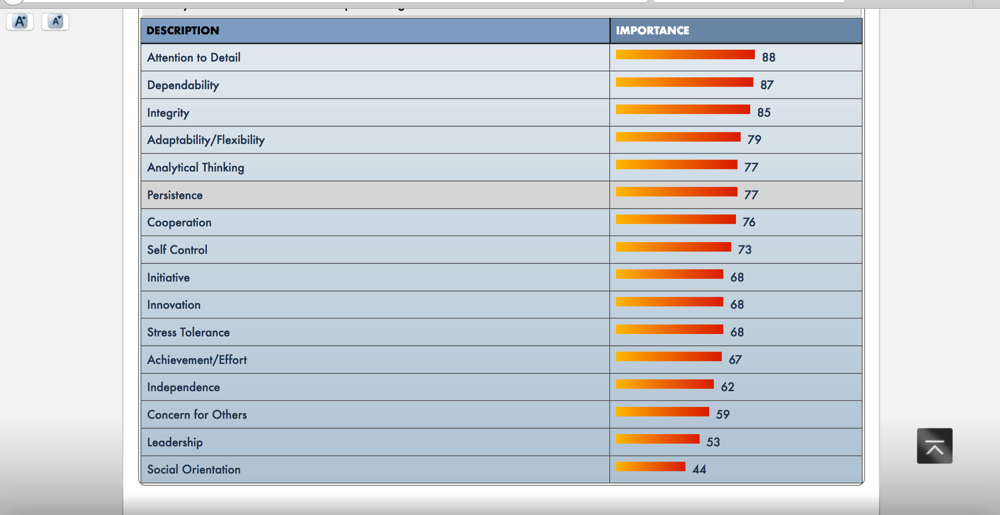 A
A
DESCRIPTION IMPORTANCE
Attention to Detail 88
Dependability 87
Integrity 85
Adaptability/Flexibility 79
Analytical Thinking 77
Persistence 77
Cooperation 76
Self Control 73
Initiative 68
Innovation 68
Stress Tolerance 68
Achievement/Effort 67
Independence 62
Concern for Others 59
Leadership 53
Social Orientation 44